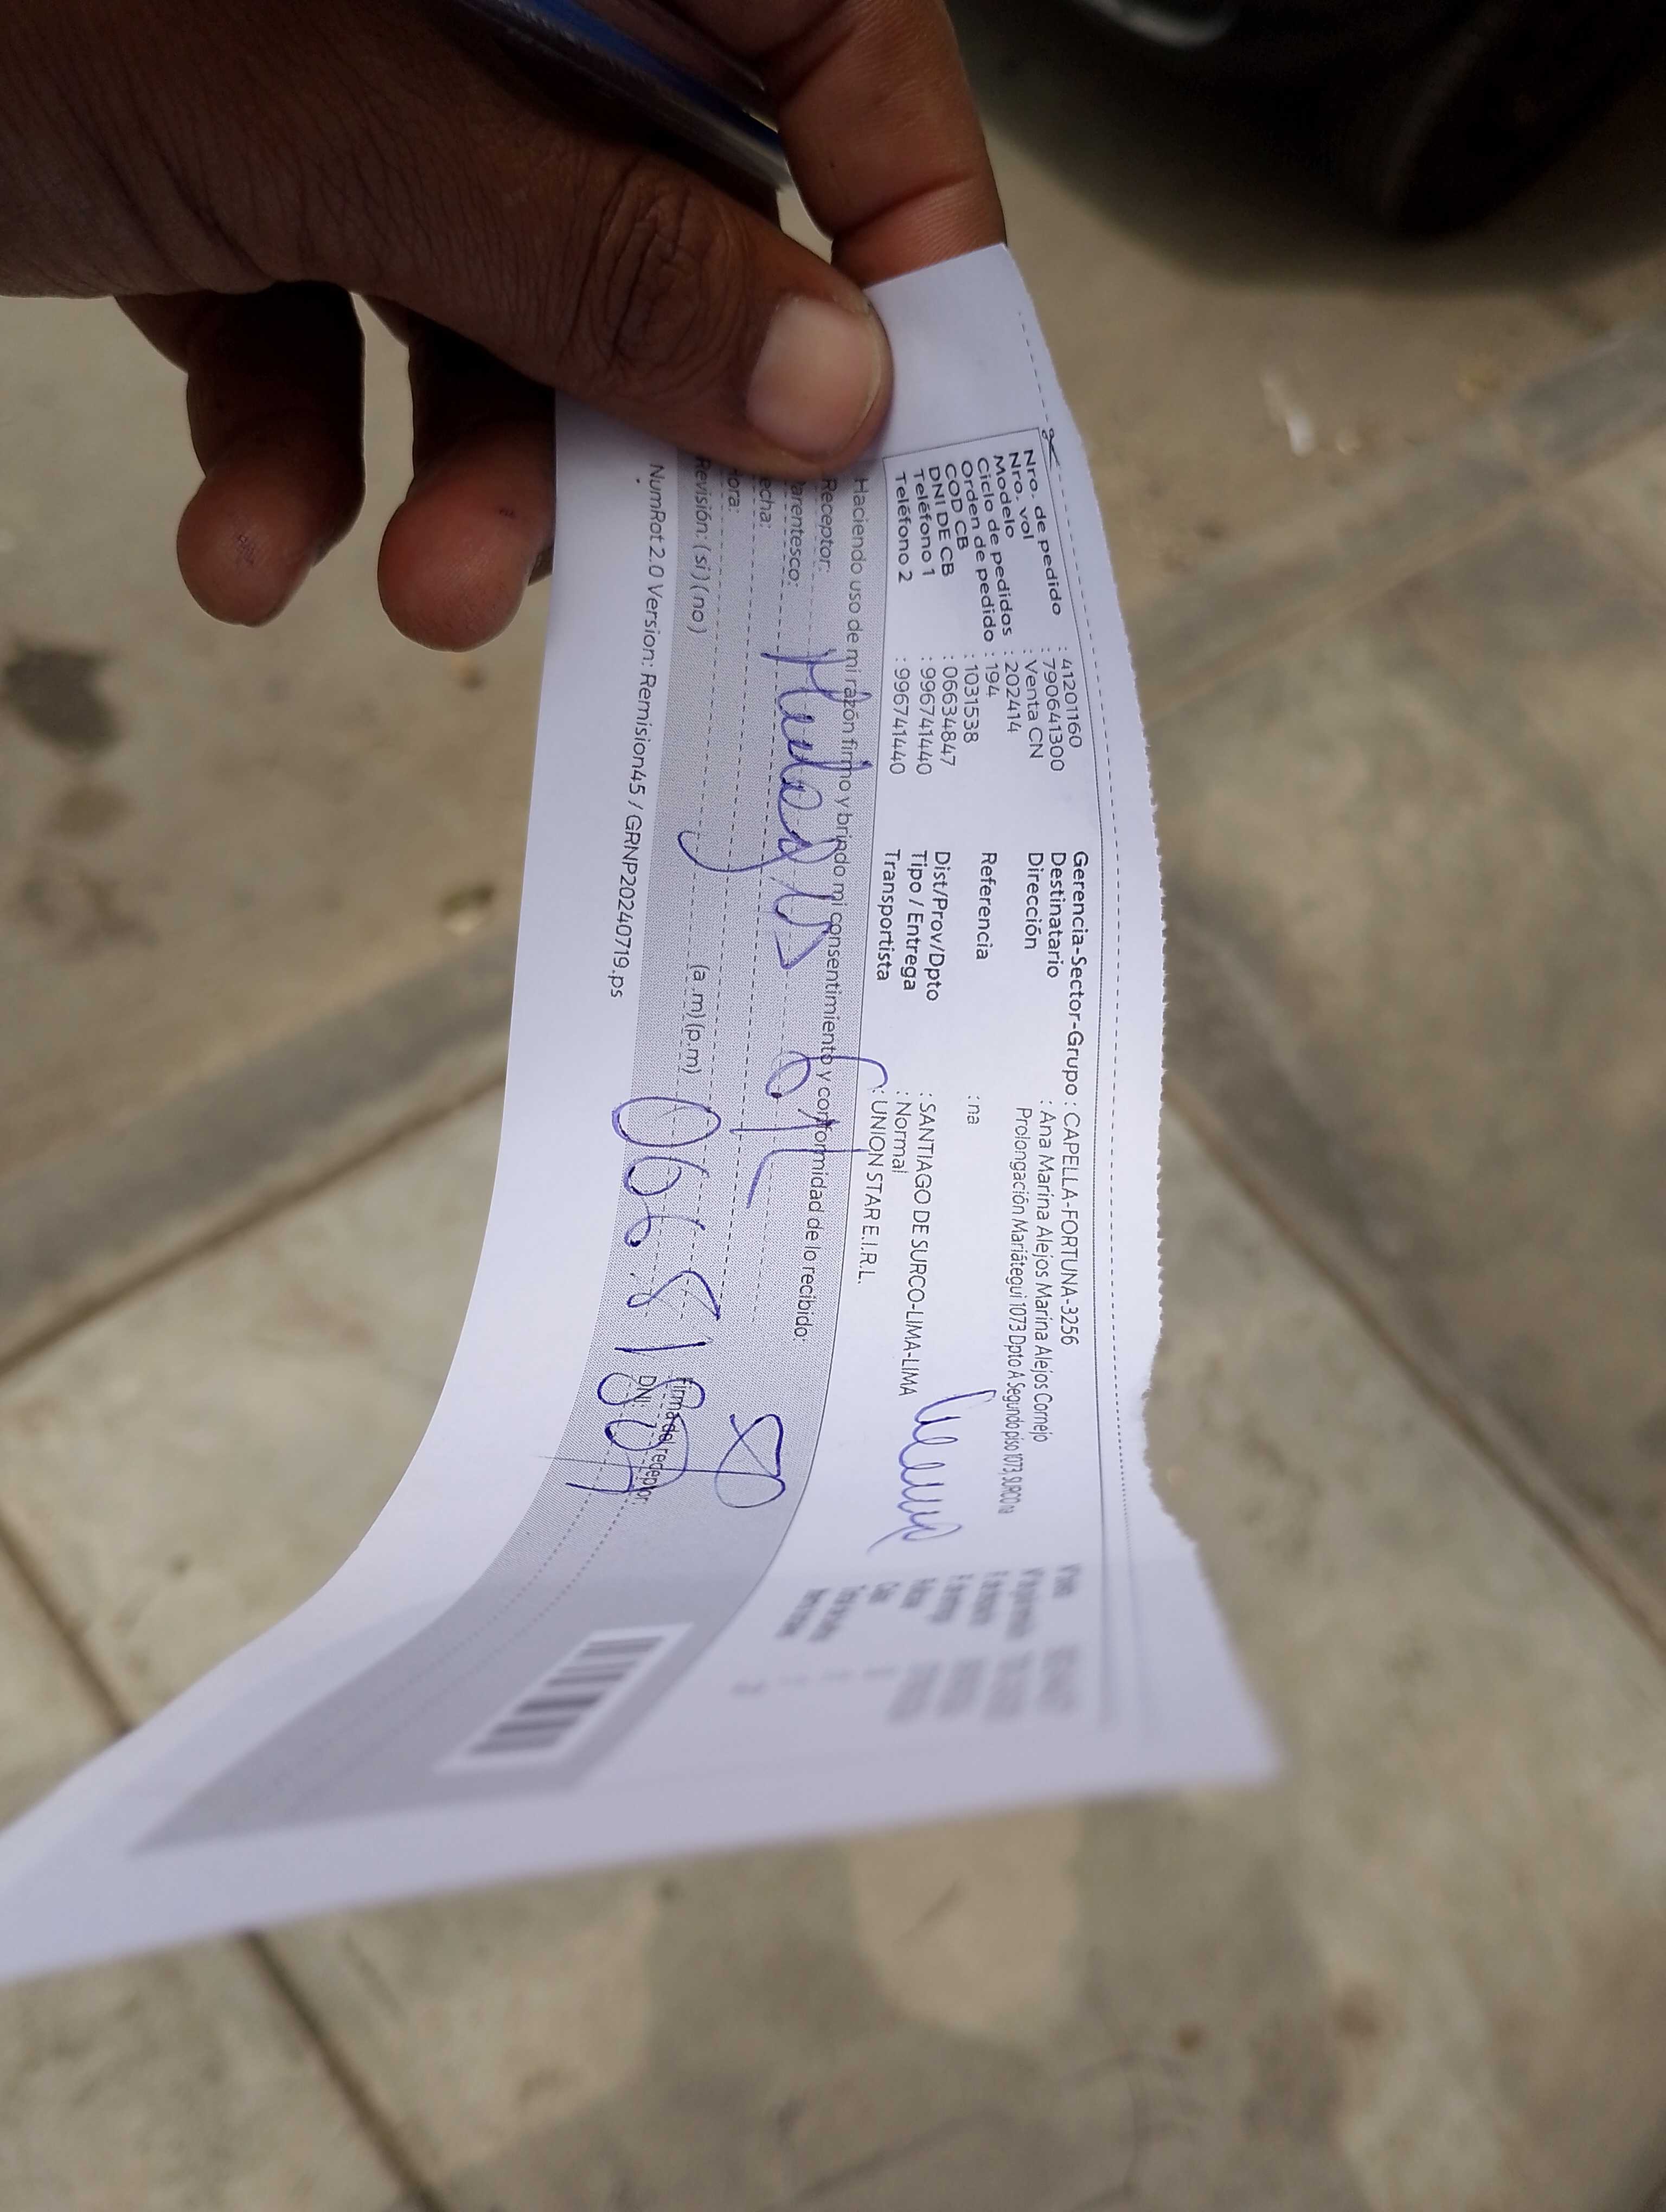 Nro. de pedido : 41201160
Nro. vol : 790641300
Modelo : Venta CN
Ciclo de pedidos : 202414
Orden de pedido : 194
COD CB : 1031538
DNI DE CB : 06634847
Teléfono 1 : 996741440
Teléfono 2 : 996741440
Gerencia-Sector-Grupo : CAPELLA-FORTUNA-3256
Destinatario : Ana Marina Alejos Marina Alejos Cornejo
Dirección Prolongación Mariátegui 1073 Dpto A Segundo piso 1073, SURCO na
Referencia : na
Dist/Prov/Dpto : SANTIAGO DE SURCO-LIMA-LIMA
Tipo / Entrega : Normal
Transportista : UNION STAR E.I.R.L.
Haciendo uso de mi razón firmo y brindo mi consentimiento y conformidad de lo recibido:
Receptor:
arentesco:
echa:
ora: (a.m) (p.m)
Revisión: (si) (no)
Firma del receptor:
DNI:
NumRot 2.0 Version: Remision45 / GRNP20240719.ps